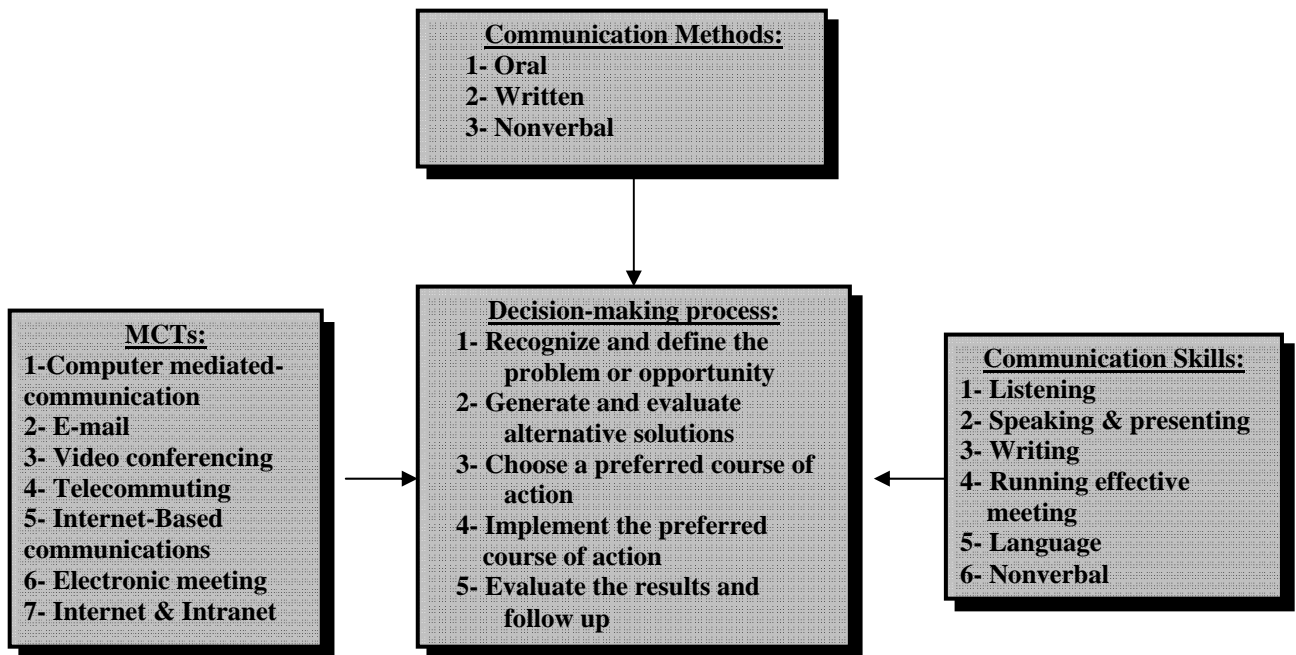 Communication Methods:
1- Oral
2- Written
3- Nonverbal
MCTs:
1-Computer mediated-
communication
2- E-mail
3- Video conferencing
4- Telecommuting
5- Internet-Based
communications
6- Electronic meeting
7- Internet & Intranet
Decision-making process:
1- Recognize and define the
problem or opportunity
2- Generate and evaluate
alternative solutions
3- Choose a preferred course of
action
4- Implement the preferred
course of action
5- Evaluate the results and
follow up
Communication Skills:
1- Listening
2- Speaking & presenting
3- Writing
4- Running effective
meeting
5- Language
6- Nonverbal